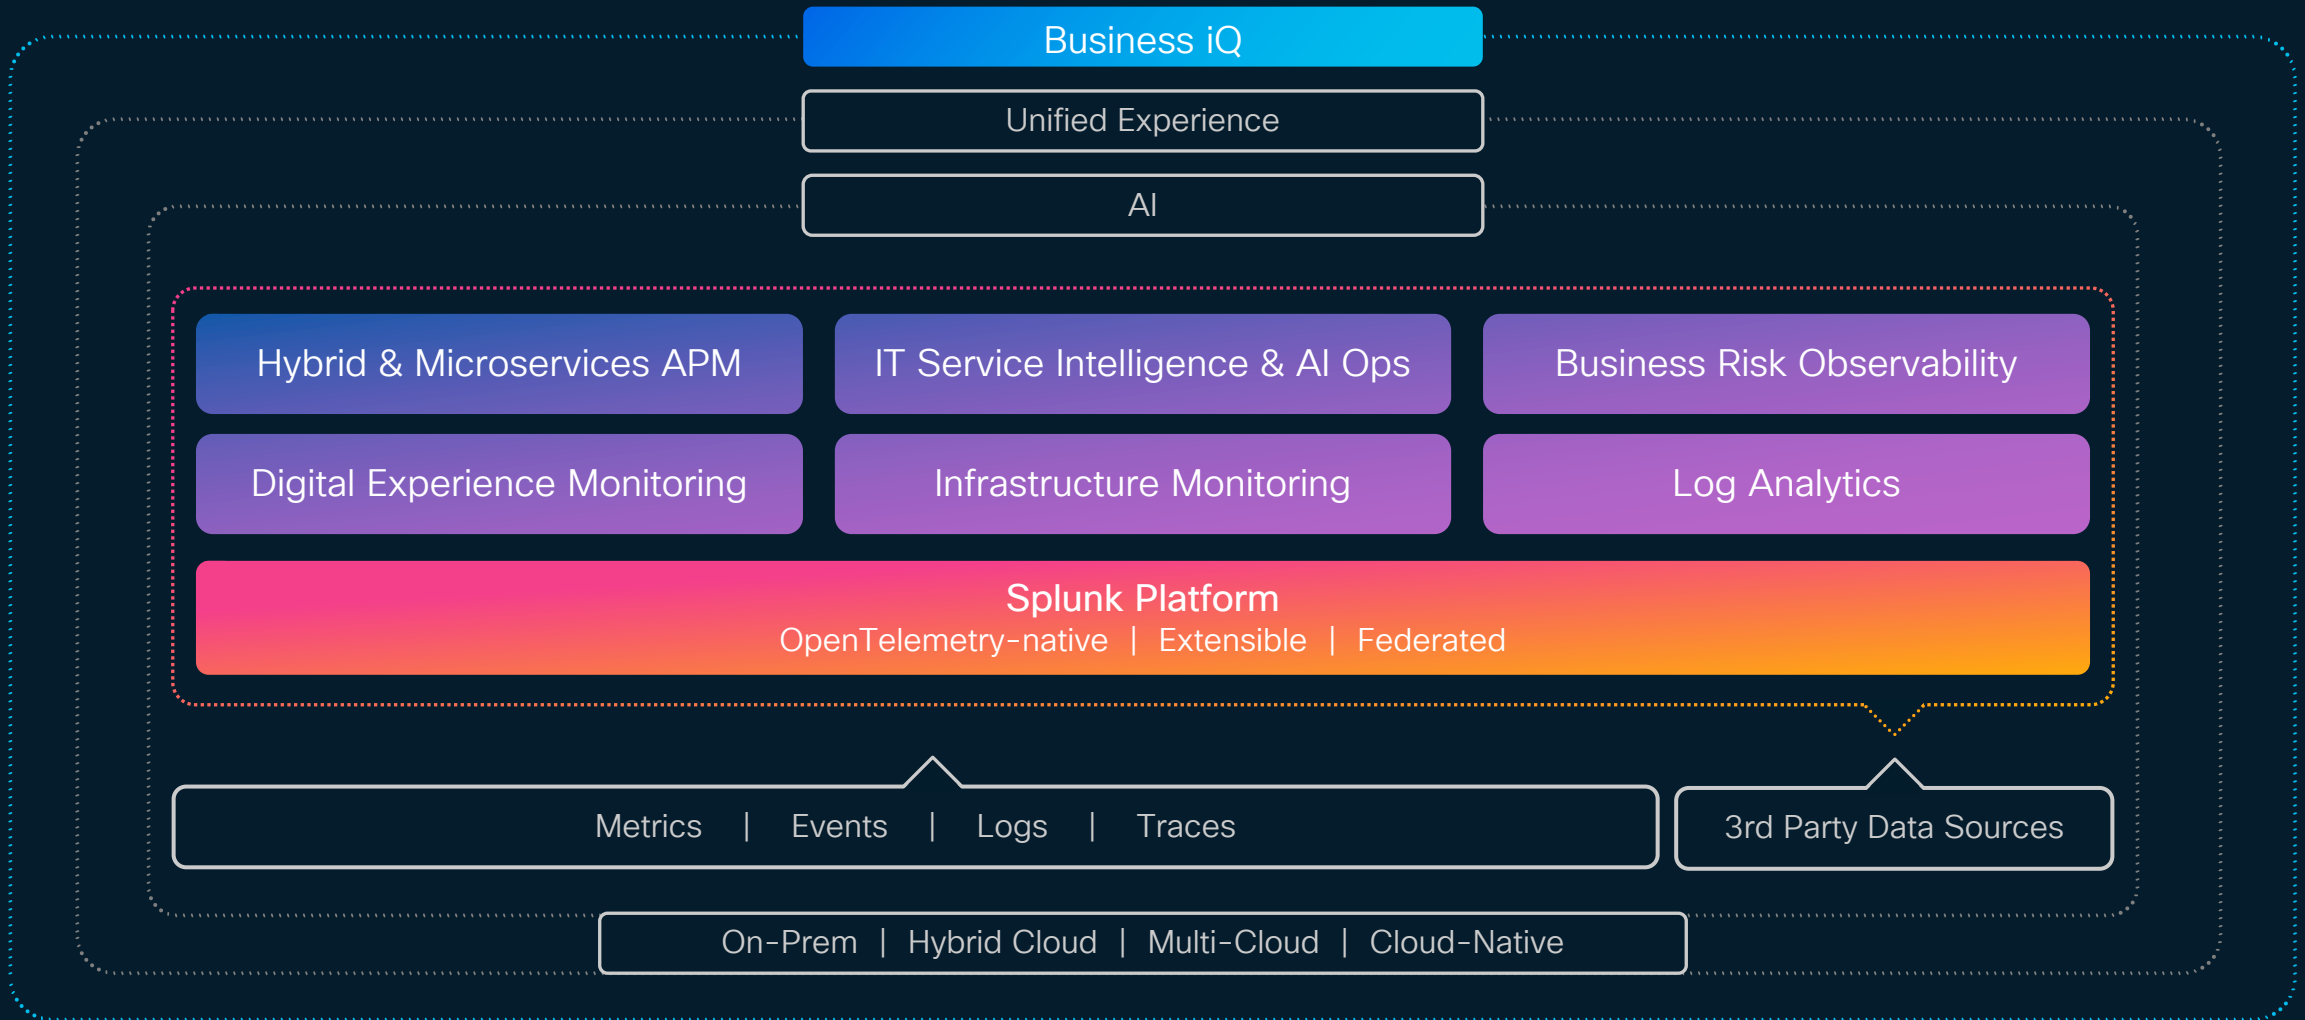 Business iQ
Unified Experience
AI
Hybrid & Microservices APM
IT Service Intelligence & AI Ops
Business Risk Observability
Digital Experience Monitoring
Infrastructure Monitoring
Log Analytics
Splunk Platform
OpenTelemetry-native | Extensible | Federated
Metrics | Events | Logs | Traces
3rd Party Data Sources
On-Prem | Hybrid Cloud | Multi-Cloud | Cloud-Native